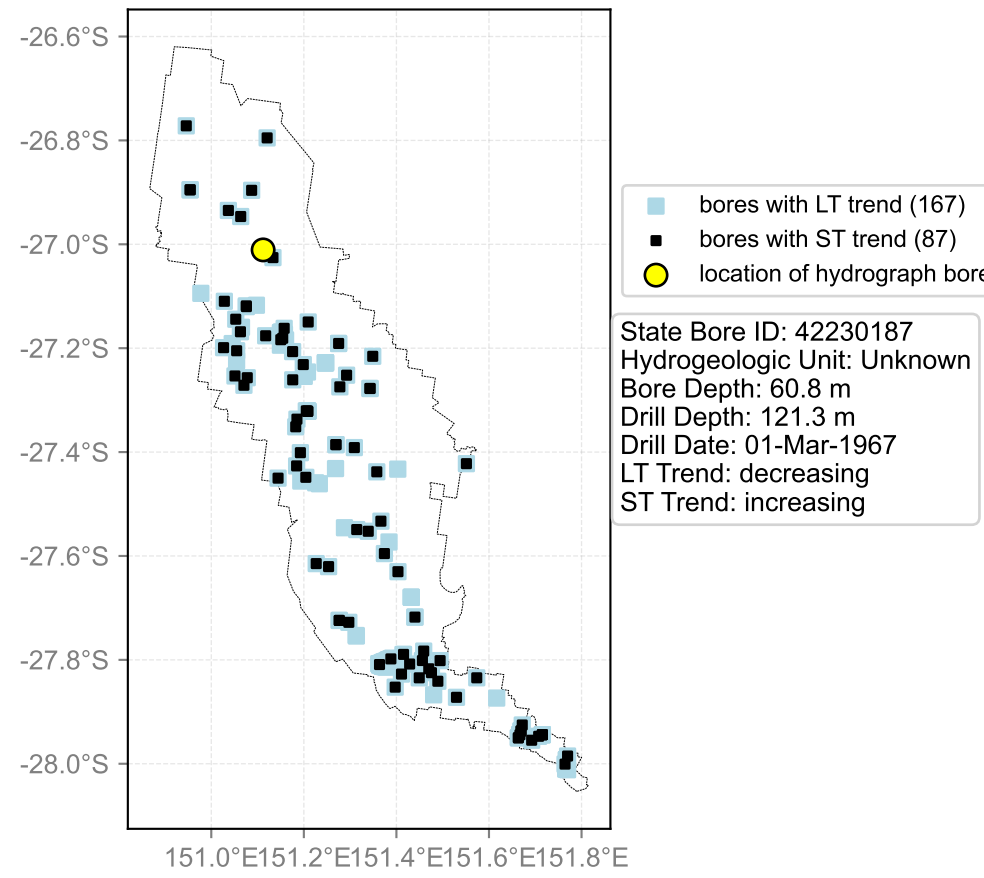 -26.6°S
-26.8°S
-27.0°S
-27.2°S
-27.4°S
-27.6°S
-27.8°S
-28.0°S
151.0°E151.2°E151.4°E151.6°E151.8°E
bores with LT trend (167)
bores with ST trend (87)
location of hydrograph bore
State Bore ID: 42230187
Hydrogeologic Unit: Unknown
Bore Depth: 60.8 m
Drill Depth: 121.3 m
Drill Date: 01-Mar-1967
LT Trend: decreasing
ST Trend: increasing